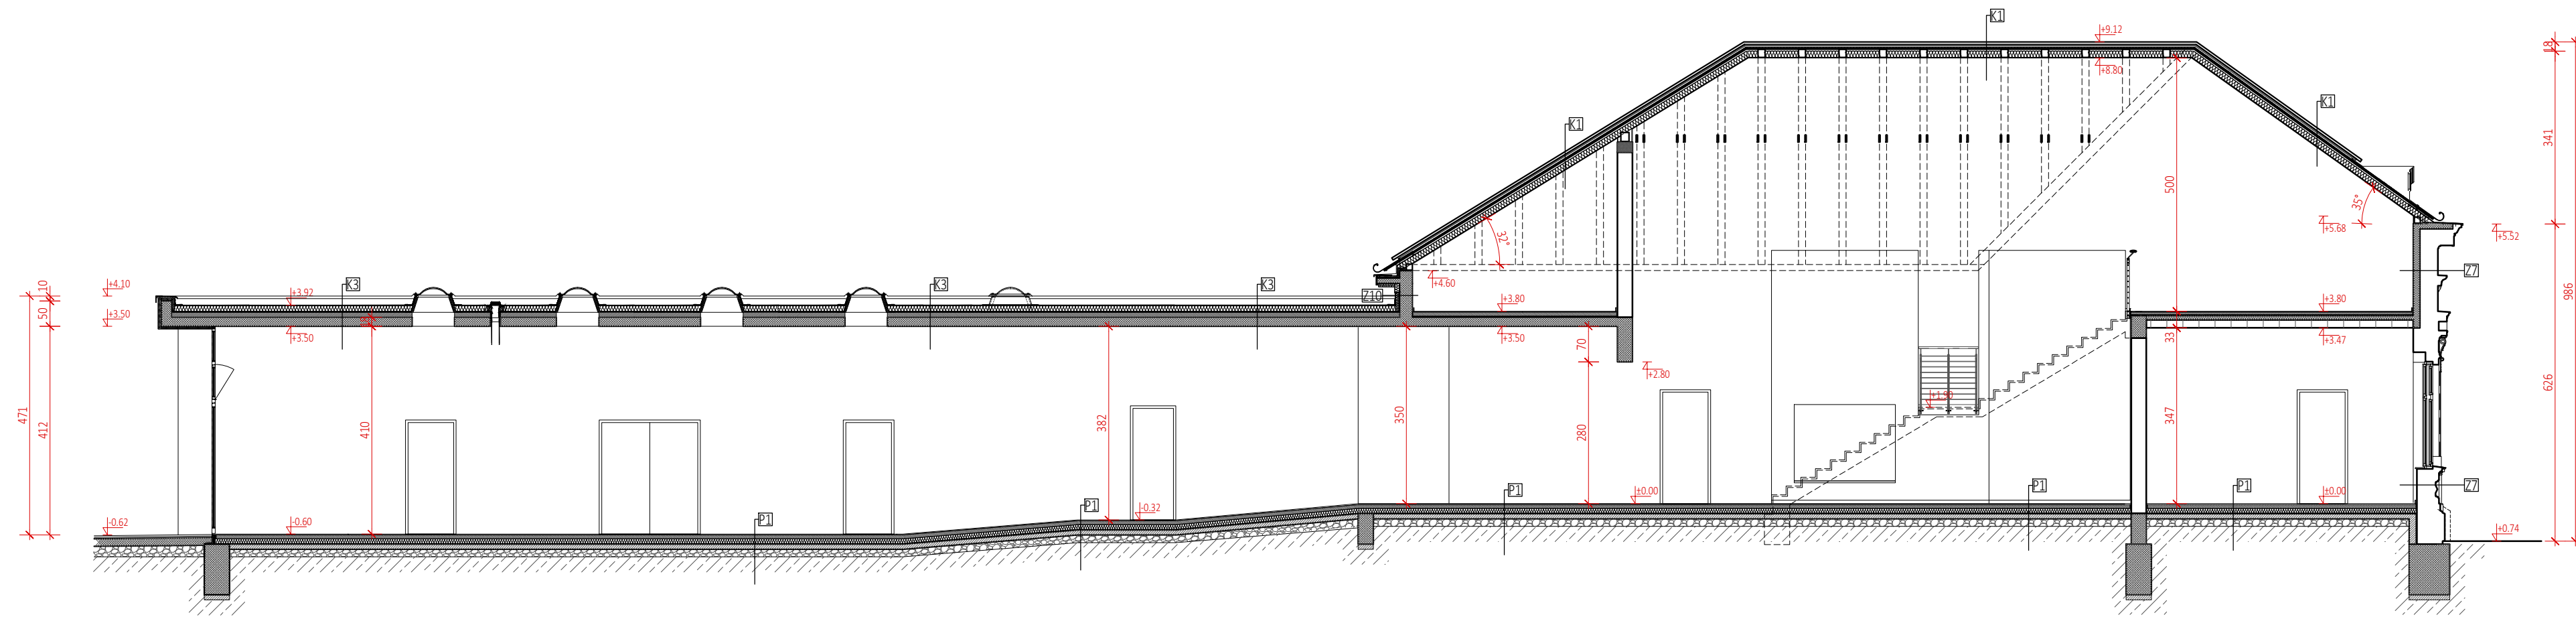 K1
+9.12
18
+8.80
K1
K1
341
500
35°
+5.68
+5.52
32°
Z7
K3
K3
K3
+4.60
Z10
986
10
+4.10
+3.92
+3.80
+3.80
50
+3.50
+3.50
+3.50
70
33
+3.47
+2.80
626
+1.90
471
412
410
382
350
280
347
P1
P1
P1
Z7
±0.00
±0.00
P1
-0.32
P1
-0.62
-0.60
+0.74